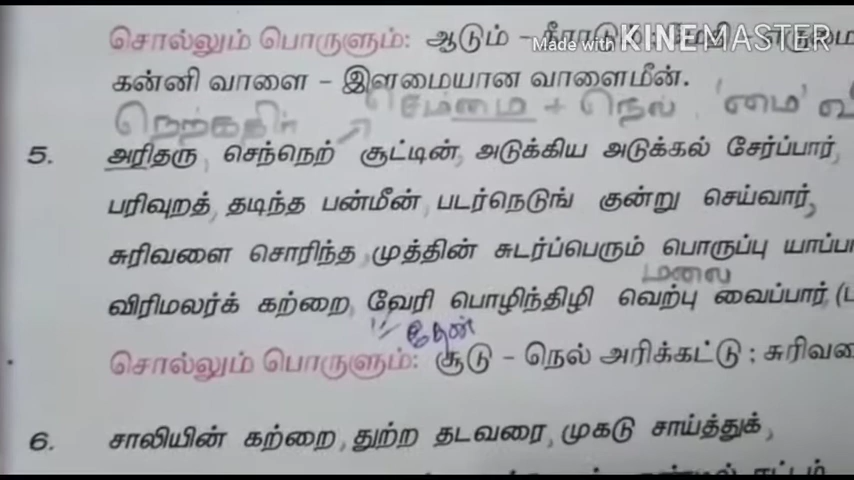 சொல்லும் பொருளும்: ஆடும் –
Made with KINEMASTER
கன்னி வாளை – இளமையான வாளைமீன்.
நெற்கதிர் செம்மை + நெல் 'மை'
5. அரிதரு, செந்நெற் சூட்டின், அடுக்கிய அடுக்கல் சேர்ப்பார்,
பரிவுறத், தடிந்த பன்மீன், படர்நெடுங் குன்று செய்வார்,
சுரிவளை சொரிந்த, முத்தின் சுடர்ப்பெரும் பொருப்பு
மலை
விரிமலர்க் கற்றை, வேரி பொழிந்திழி வெற்பு வைப்பார்,
தேன்
சொல்லும் பொருளும்: சூடு – நெல் அரிக்கட்டு ;
6. சாலியின் கற்றை, துற்ற தடவரை, முகடு சாய்த்துக்,